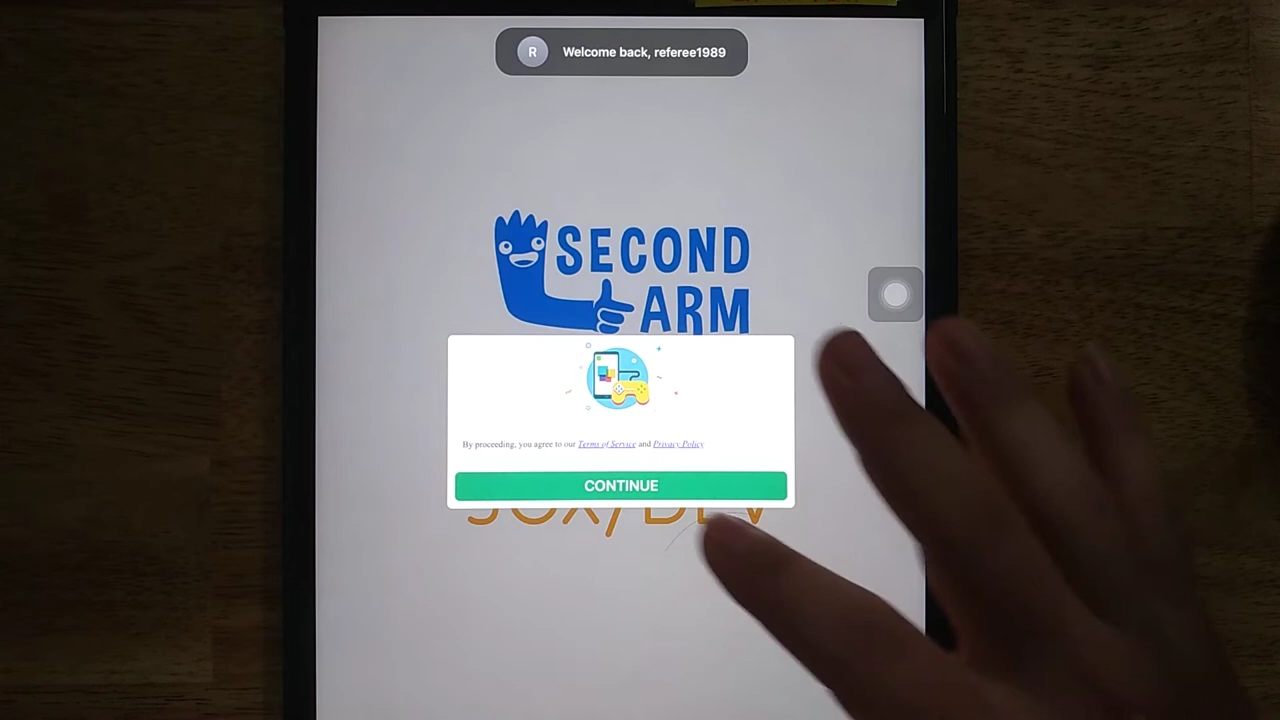 R Welcome back, referee1989
SECOND
ARM
By proceeding, you agree to our Terms of Service and Privacy Policy
CONTINUE